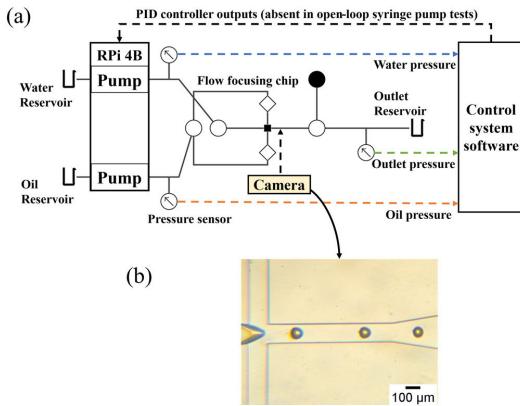 (a)
PID controller outputs (absent in open-loop syringe pump tests)
RPi 4B
Pump
Water
Reservoir
Flow focusing chip
Water pressure
Outlet
Reservoir
Control
system
software
Outlet pressure
Oil
Reservoir
Pump
Camera
Pressure sensor
Oil pressure
(b)
100 μm